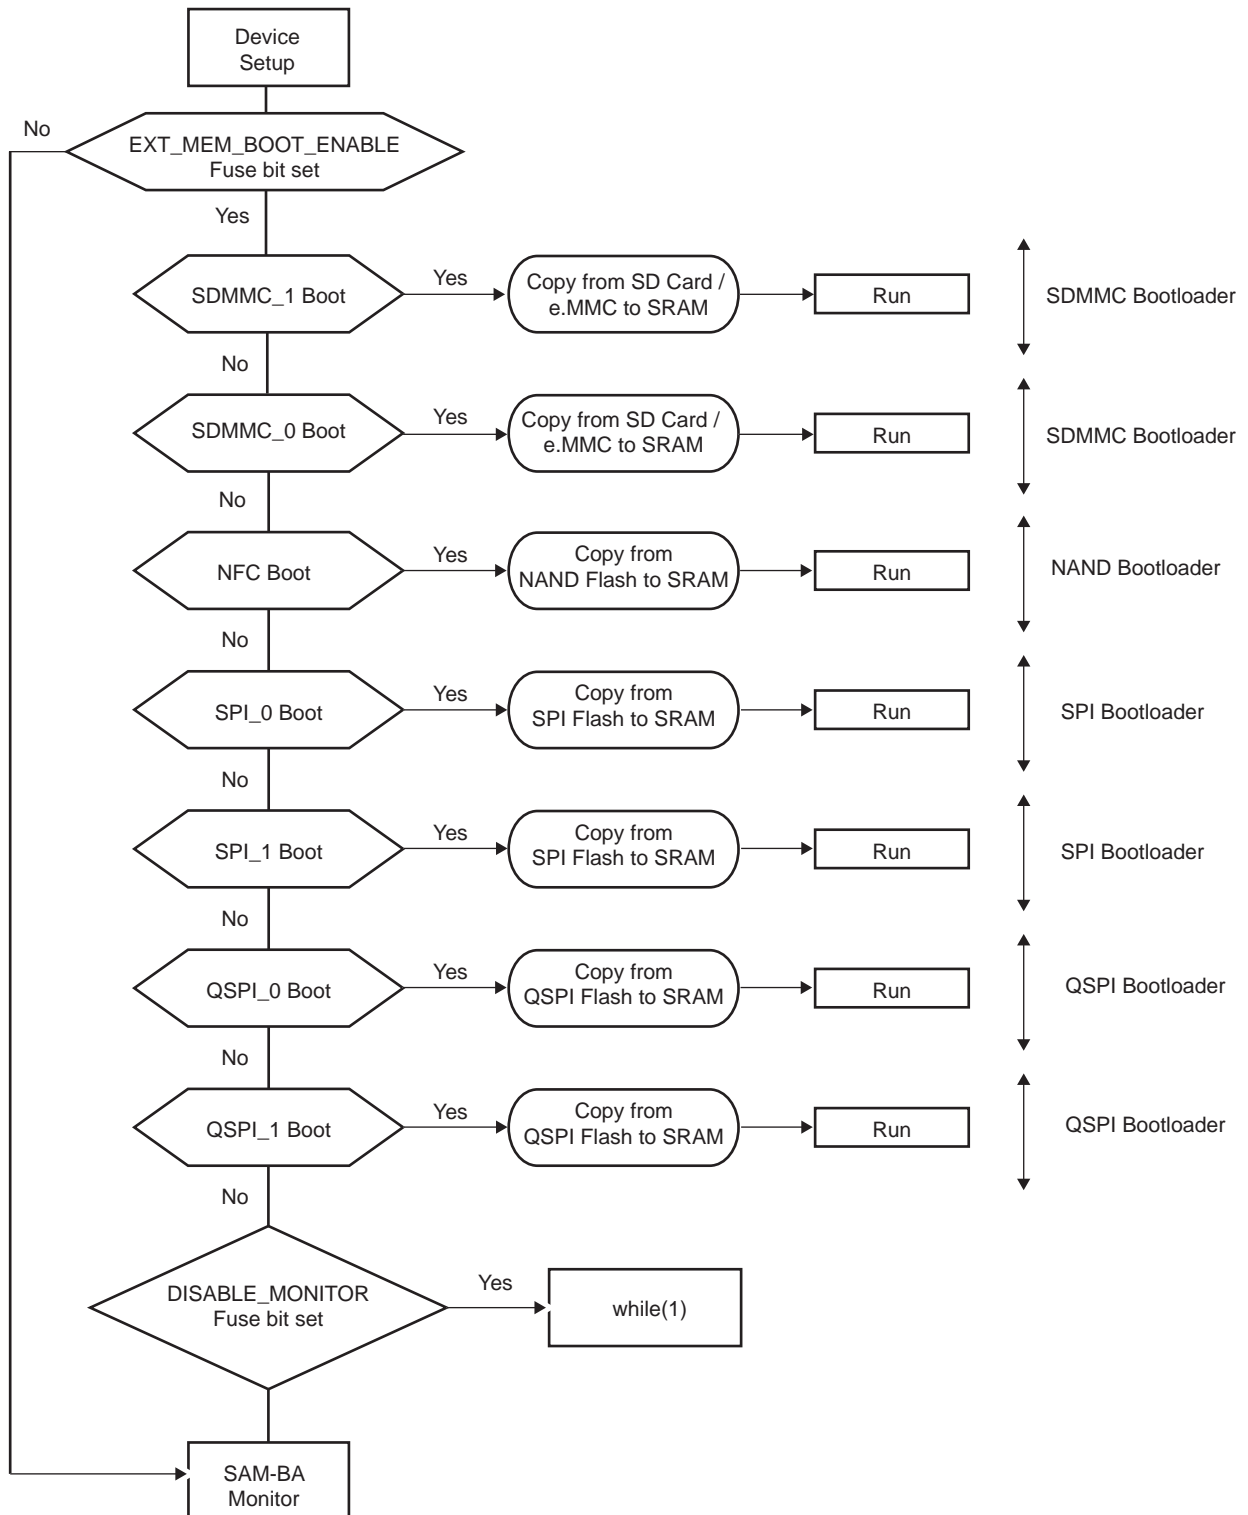 Device
Setup
No
EXT_MEM_BOOT_ENABLE
Fuse bit set
Yes
SDMMC_1 Boot
Yes
Copy from SD Card /
e.MMC to SRAM
Run
SDMMC Bootloader
No
SDMMC_0 Boot
Yes
Copy from SD Card /
e.MMC to SRAM
Run
SDMMC Bootloader
No
NFC Boot
Yes
Copy from
NAND Flash to SRAM
Run
NAND Bootloader
No
SPI_0 Boot
Yes
Copy from
SPI Flash to SRAM
Run
SPI Bootloader
No
SPI_1 Boot
Yes
Copy from
SPI Flash to SRAM
Run
SPI Bootloader
No
QSPI_0 Boot
Yes
Copy from
QSPI Flash to SRAM
Run
QSPI Bootloader
No
QSPI_1 Boot
Yes
Copy from
QSPI Flash to SRAM
Run
QSPI Bootloader
No
DISABLE_MONITOR
Fuse bit set
Yes
while(1)
SAM-BA
Monitor